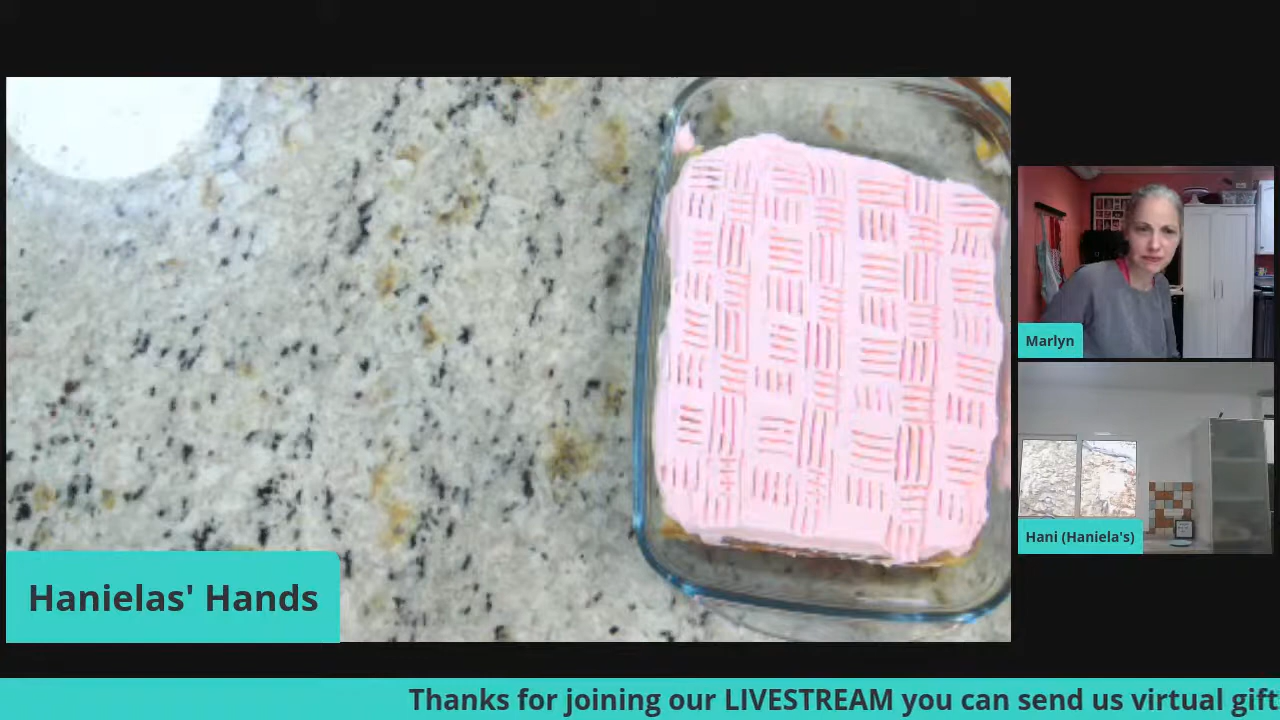 Marlyn
Hani (Haniela's)
Hanielas' Hands
Thanks for joining our LIVESTREAM you can send us virtual gift